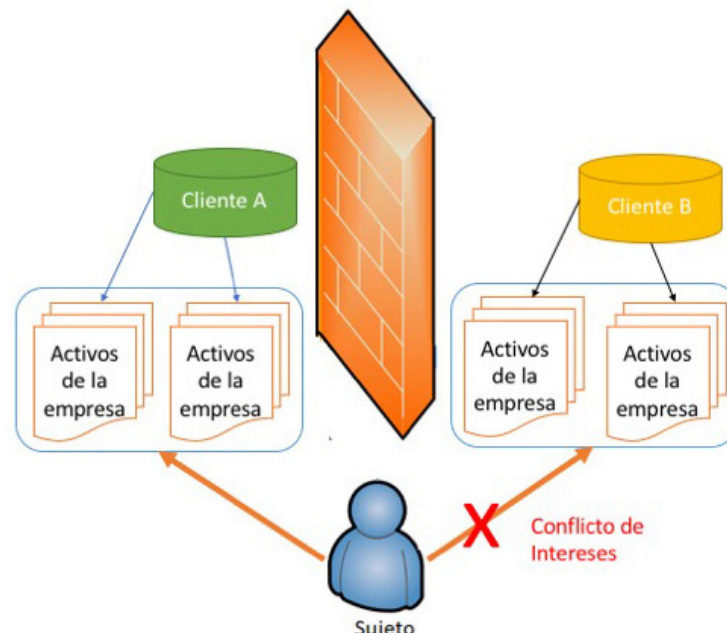 Cliente A
Cliente B
Activos
de la
empresa
Activos
de la
empresa
Activos
de la
empresa
Activos
de la
empresa
X
Conflicto de
Intereses
Sujeto